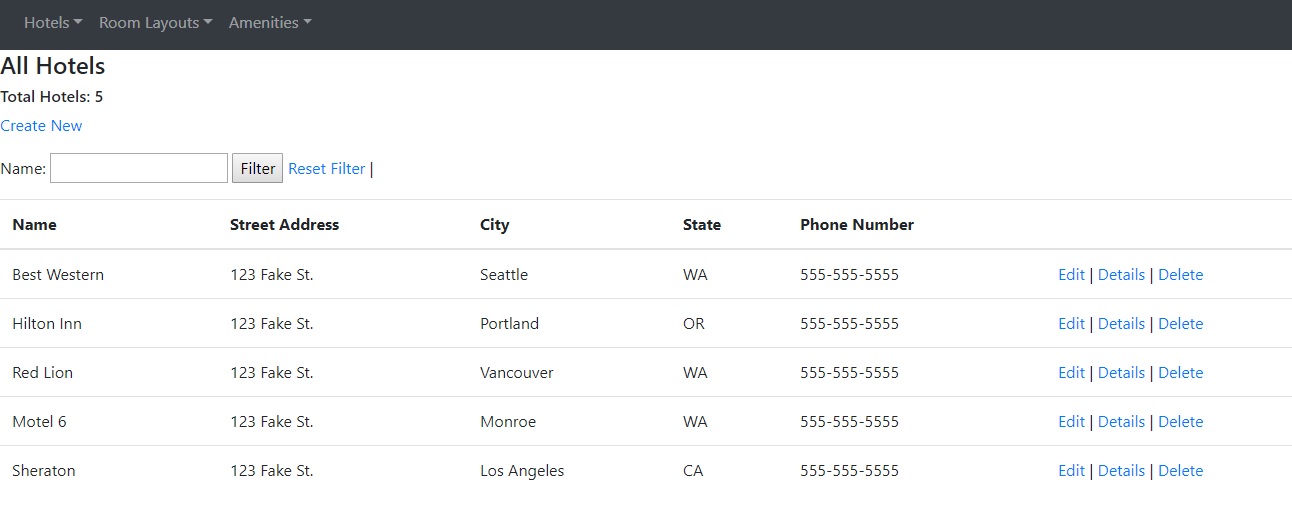 Hotels Room Layouts Amenities
All Hotels
Total Hotels: 5
Create New
Name: Filter Reset Filter |
Name Street Address City State Phone Number
Best Western 123 Fake St. Seattle WA 555-555-5555 Edit | Details | Delete
Hilton Inn 123 Fake St. Portland OR 555-555-5555 Edit | Details | Delete
Red Lion 123 Fake St. Vancouver WA 555-555-5555 Edit | Details | Delete
Motel 6 123 Fake St. Monroe WA 555-555-5555 Edit | Details | Delete
Sheraton 123 Fake St. Los Angeles CA 555-555-5555 Edit | Details | Delete